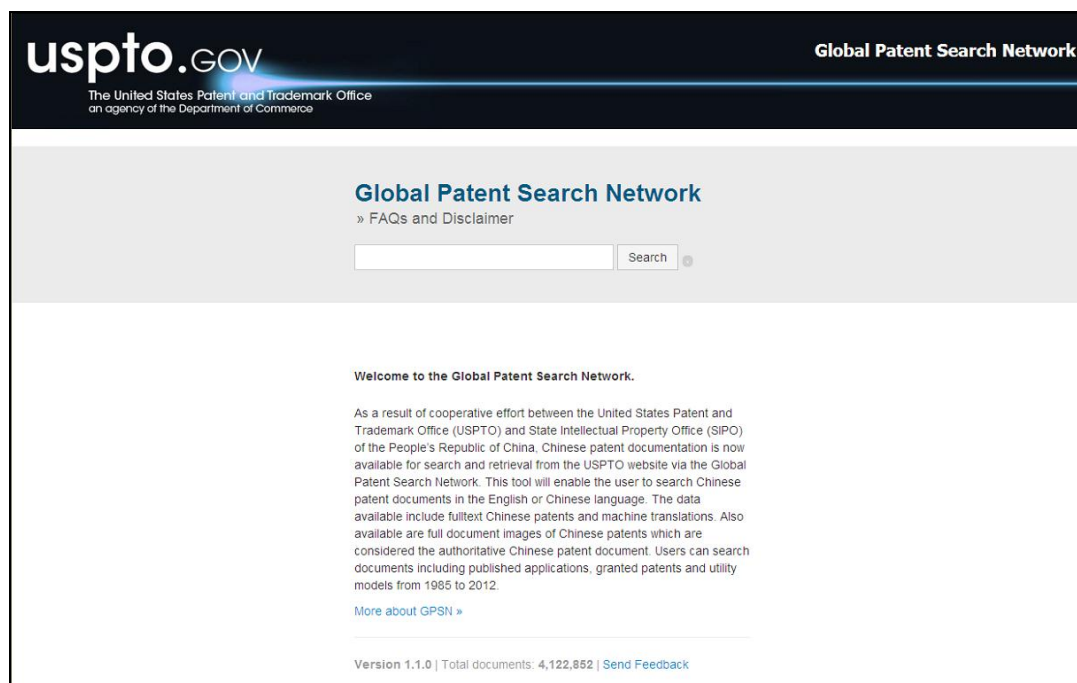 uspto.GOV
Global Patent Search Network
The United States Patent and Trademark Office
an agency of the Department of Commerce
Global Patent Search Network
» FAQs and Disclaimer
Search
Welcome to the Global Patent Search Network.
As a result of cooperative effort between the United States Patent and
Trademark Office (USPTO) and State Intellectual Property Office (SIPO)
of the People's Republic of China, Chinese patent documentation is now
available for search and retrieval from the USPTO website via the Global
Patent Search Network. This tool will enable the user to search Chinese
patent documents in the English or Chinese language. The data
available include fulltext Chinese patents and machine translations. Also
available are full document images of Chinese patents which are
considered the authoritative Chinese patent document. Users can search
documents including published applications, granted patents and utility
models from 1985 to 2012.
More about GPSN »
Version 1.1.0 | Total documents: 4,122,852 | Send Feedback